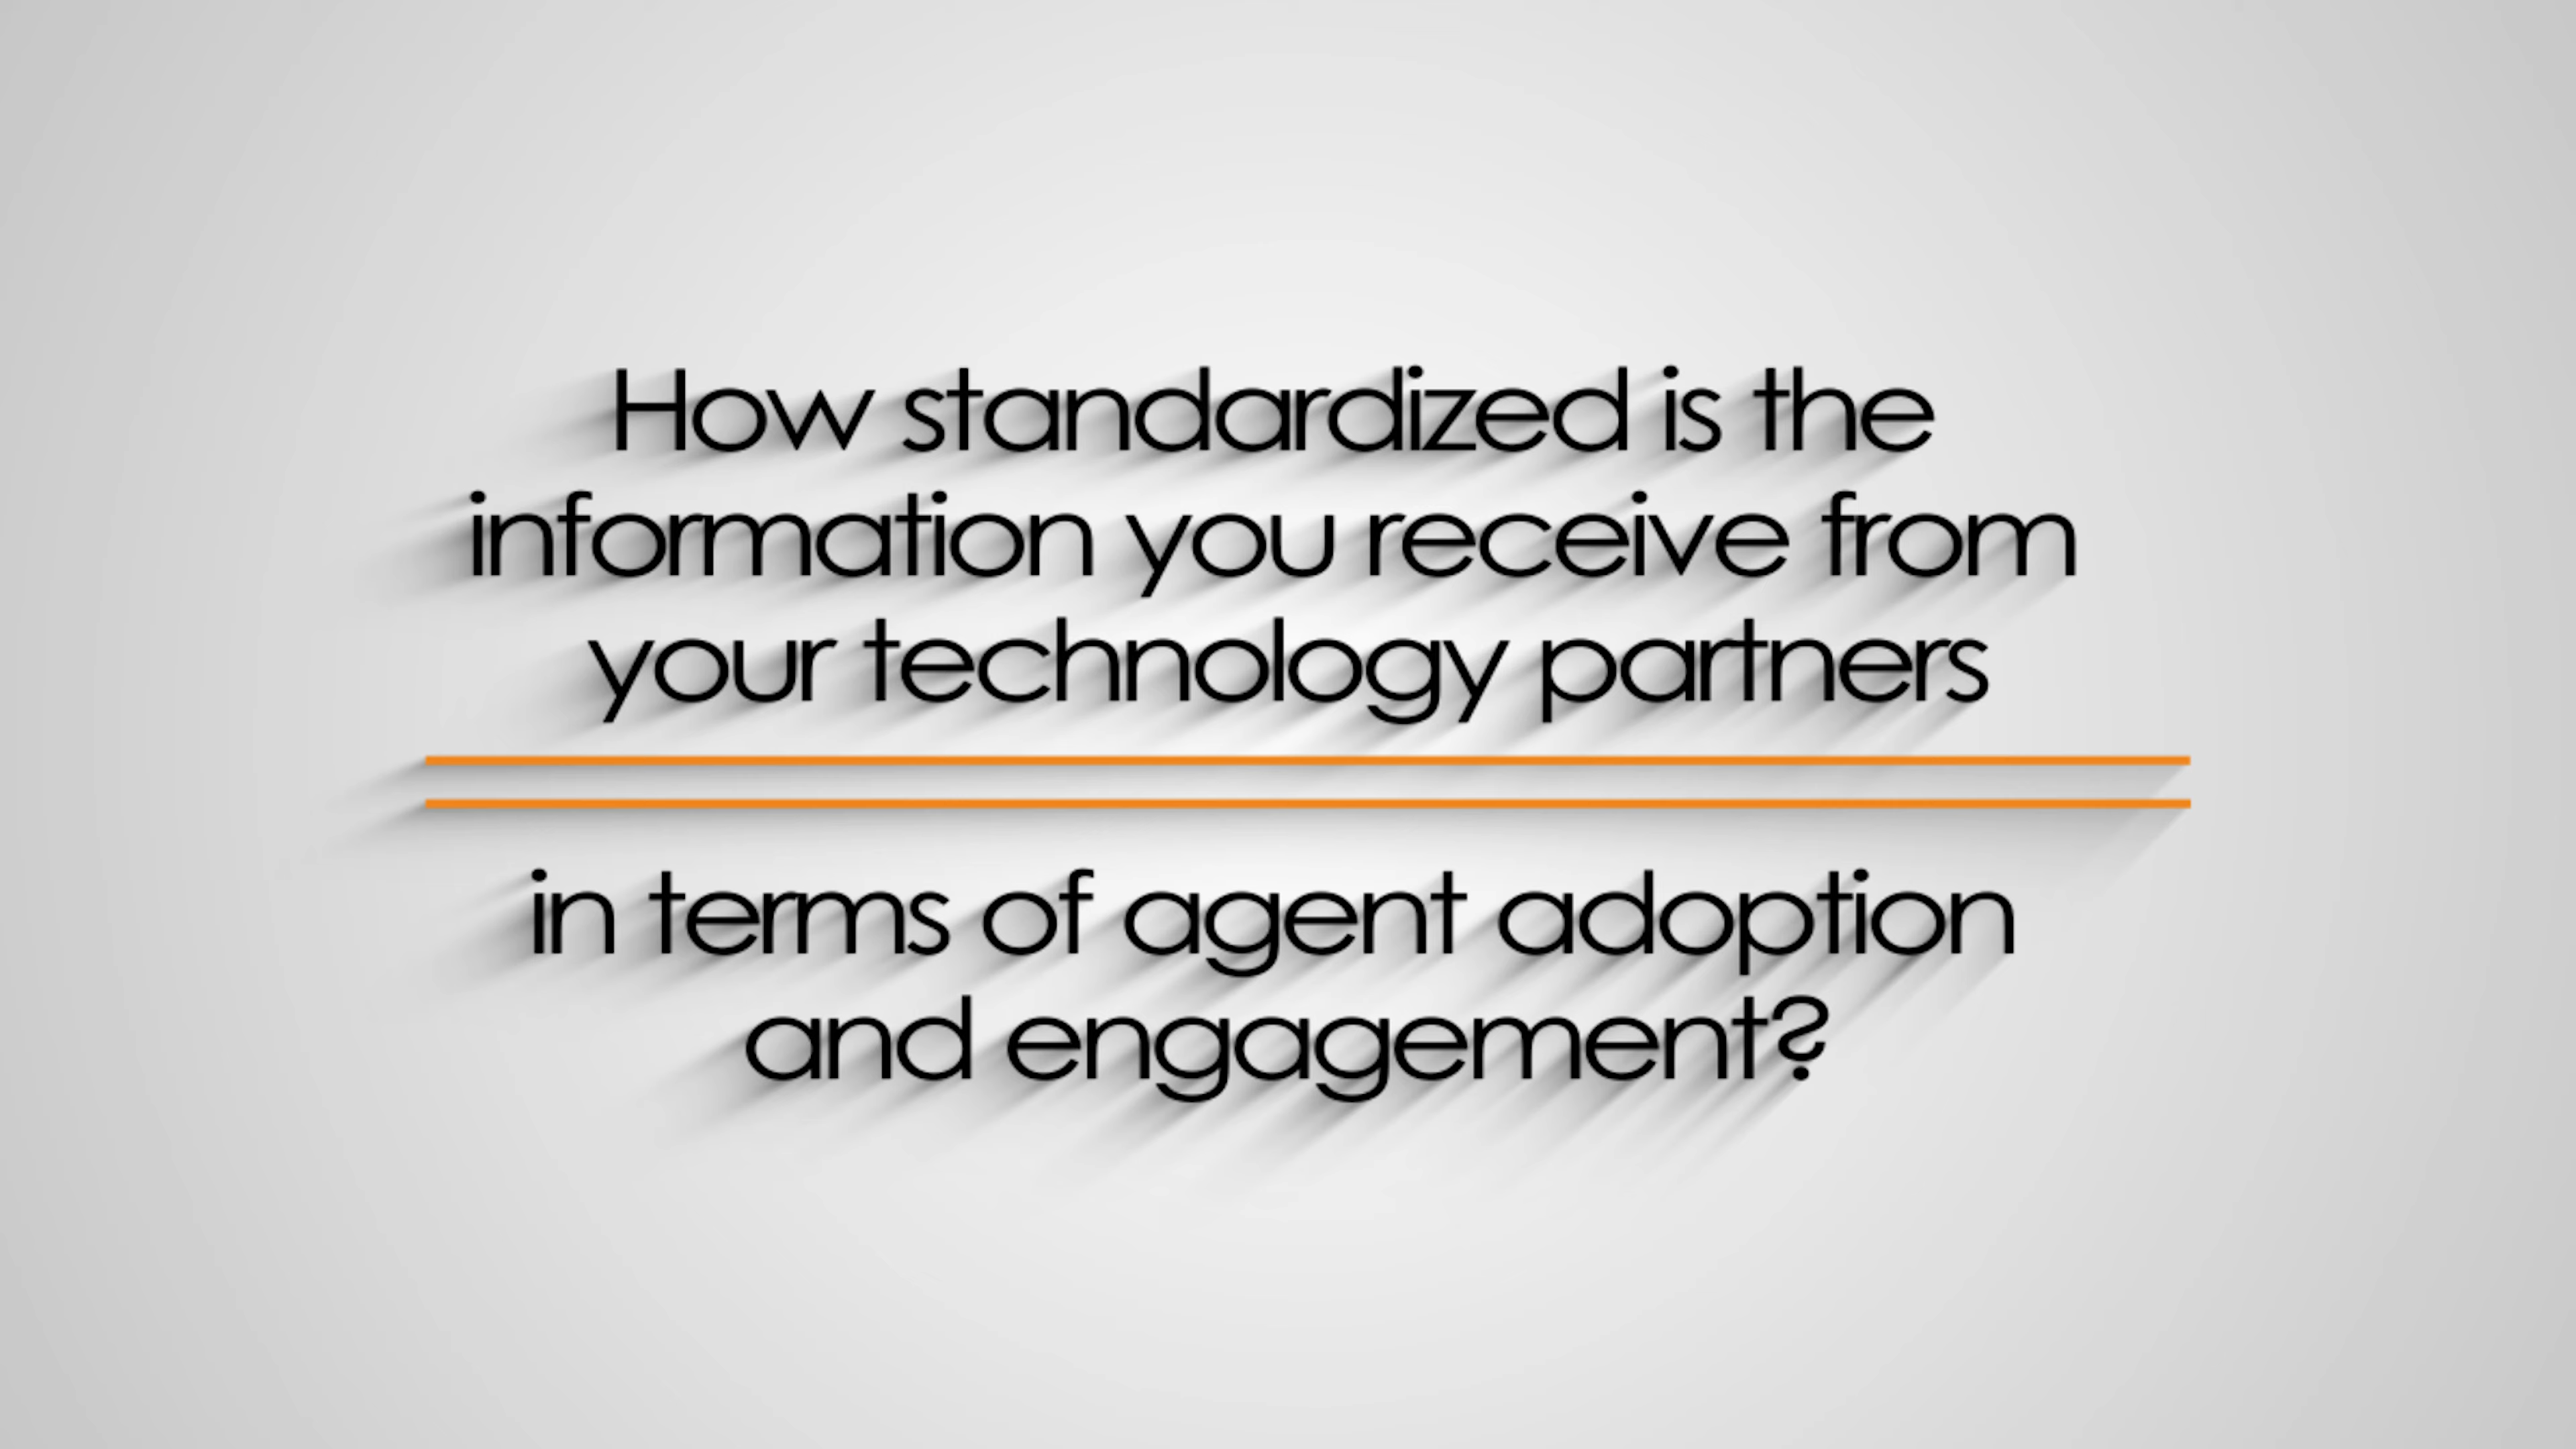 How standardized is the
information you receive from
your technology partners
in terms of agent adoption
and engagement?